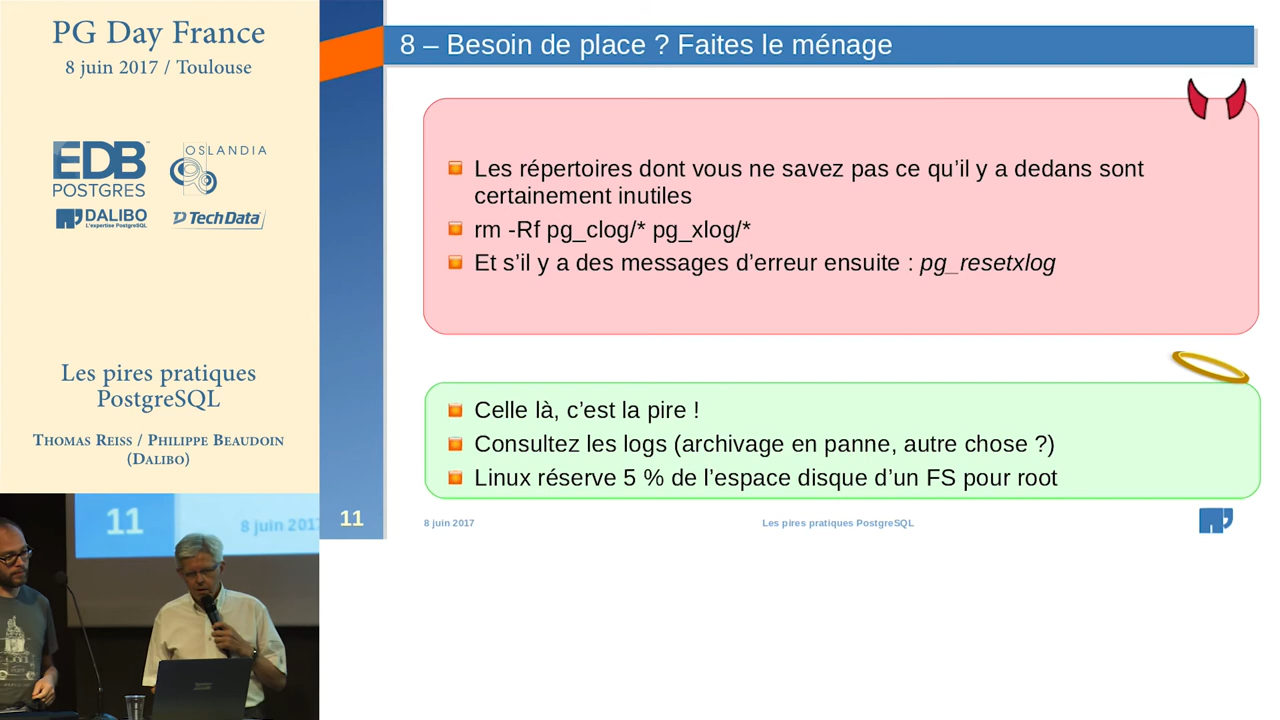 PG Day France
8 juin 2017 / Toulouse
EDB
POSTGRES
OSLANDIA
DALIBO
L'expertise PostgreSQL
TechData
Les pires pratiques
PostgreSQL
Thomas Reiss / Philippe Beaudoin
(Dalibo)
11
8 juin 2017
11
8 – Besoin de place ? Faites le ménage
Les répertoires dont vous ne savez pas ce qu’il y a dedans sont
certainement inutiles
rm -Rf pg_clog/* pg_xlog/*
Et s’il y a des messages d’erreur ensuite : pg_resetxlog
Celle là, c’est la pire !
Consultez les logs (archivage en panne, autre chose ?)
Linux réserve 5 % de l’espace disque d’un FS pour root
8 juin 2017
Les pires pratiques PostgreSQL